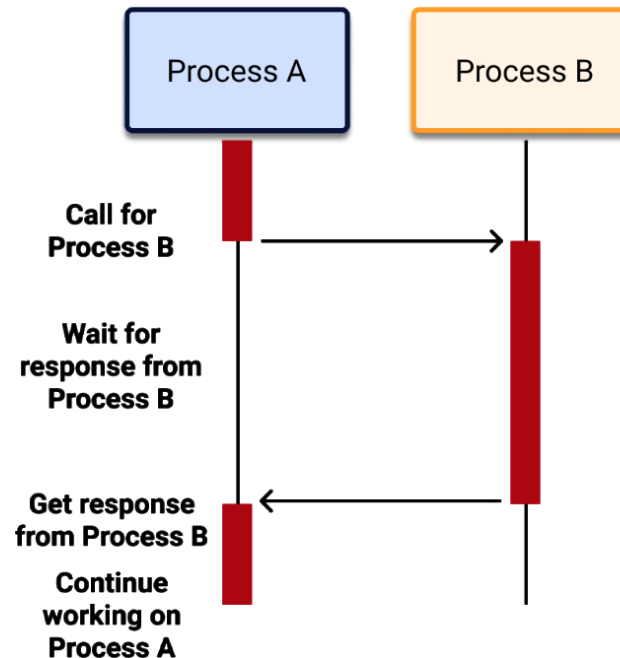 Process A
Process B
Call for
Process B
Wait for
response from
Process B
Get response
from Process B
Continue
working on
Process A